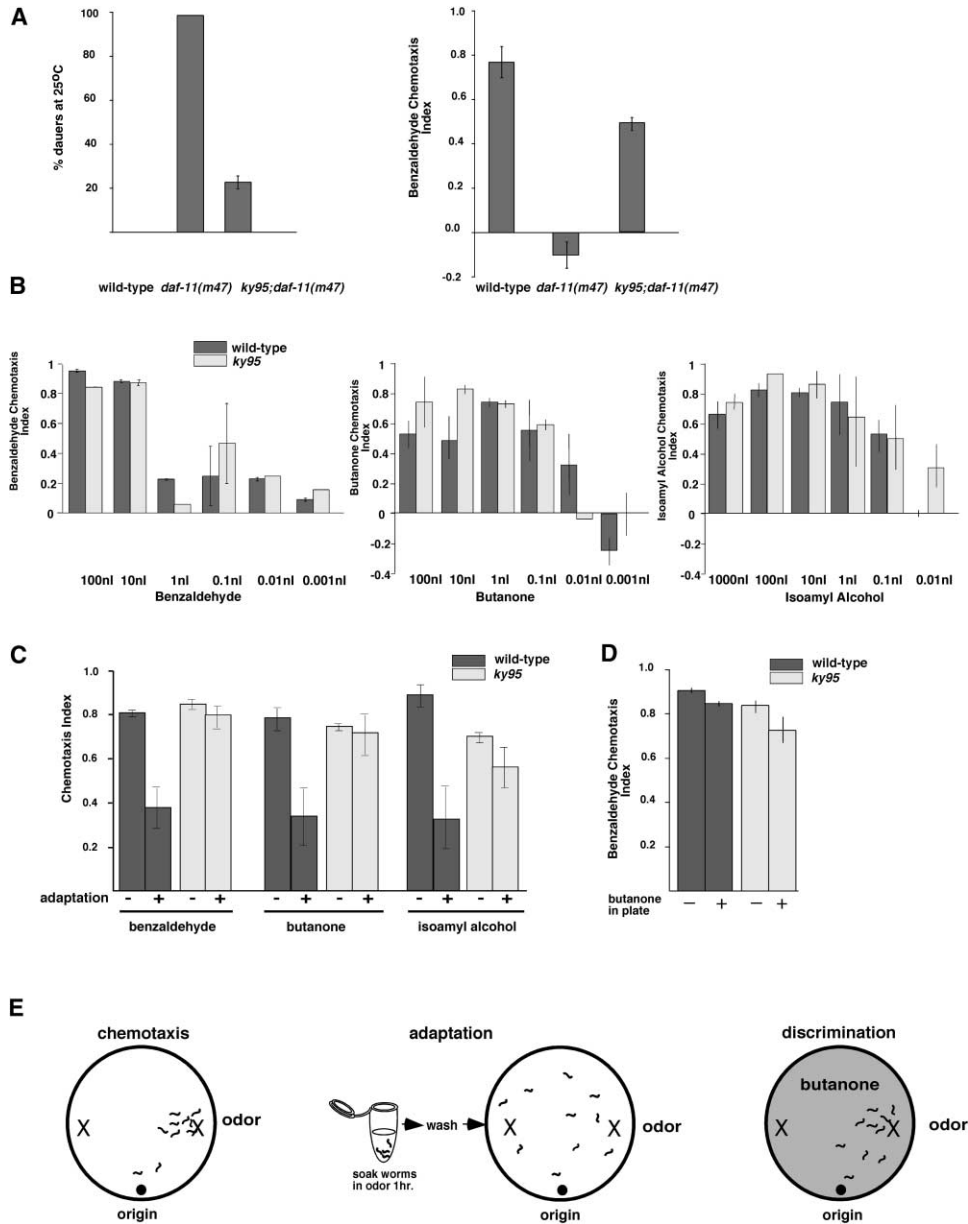 A
% dauers at 25°C
100
80
60
40
20
wild-type daf-11(m47) ky95;daf-11(m47)
Benzaldehyde Chemotaxis
Index
0.8
0.6
0.4
0.2
0.0
-0.2
wild-type daf-11(m47) ky95;daf-11(m47)
B
wild-type
ky95
Benzaldehyde Chemotaxis
Index
1
0.8
0.6
0.4
0.2
0
100nl 10nl 1nl 0.1nl 0.01nl 0.001nl
Benzaldehyde
Butanone Chemotaxis
Index
1
0.8
0.6
0.4
0.2
0
-0.2
-0.4
100nl 10nl 1nl 0.1nl 0.01nl 0.001nl
Butanone
Isoamyl Alcohol Chemotaxis
Index
1
0.8
0.6
0.4
0.2
0
-0.2
-0.4
1000nl 100nl 10nl 1nl 0.1nl 0.01nl
Isoamyl Alcohol
C
wild-type
ky95
Chemotaxis Index
1.0
0.8
0.6
0.4
0.2
adaptation - + - + - + - + - + - +
benzaldehyde butanone isoamyl alcohol
D
wild-type
ky95
Benzaldehyde Chemotaxis
Index
1.0
0.8
0.6
0.4
0.2
butanone
in plate
— + — +
E
chemotaxis
X X
odor
origin
adaptation
soak worms
in odor 1hr.
wash
X X
odor
origin
discrimination
butanone
X X
odor
origin